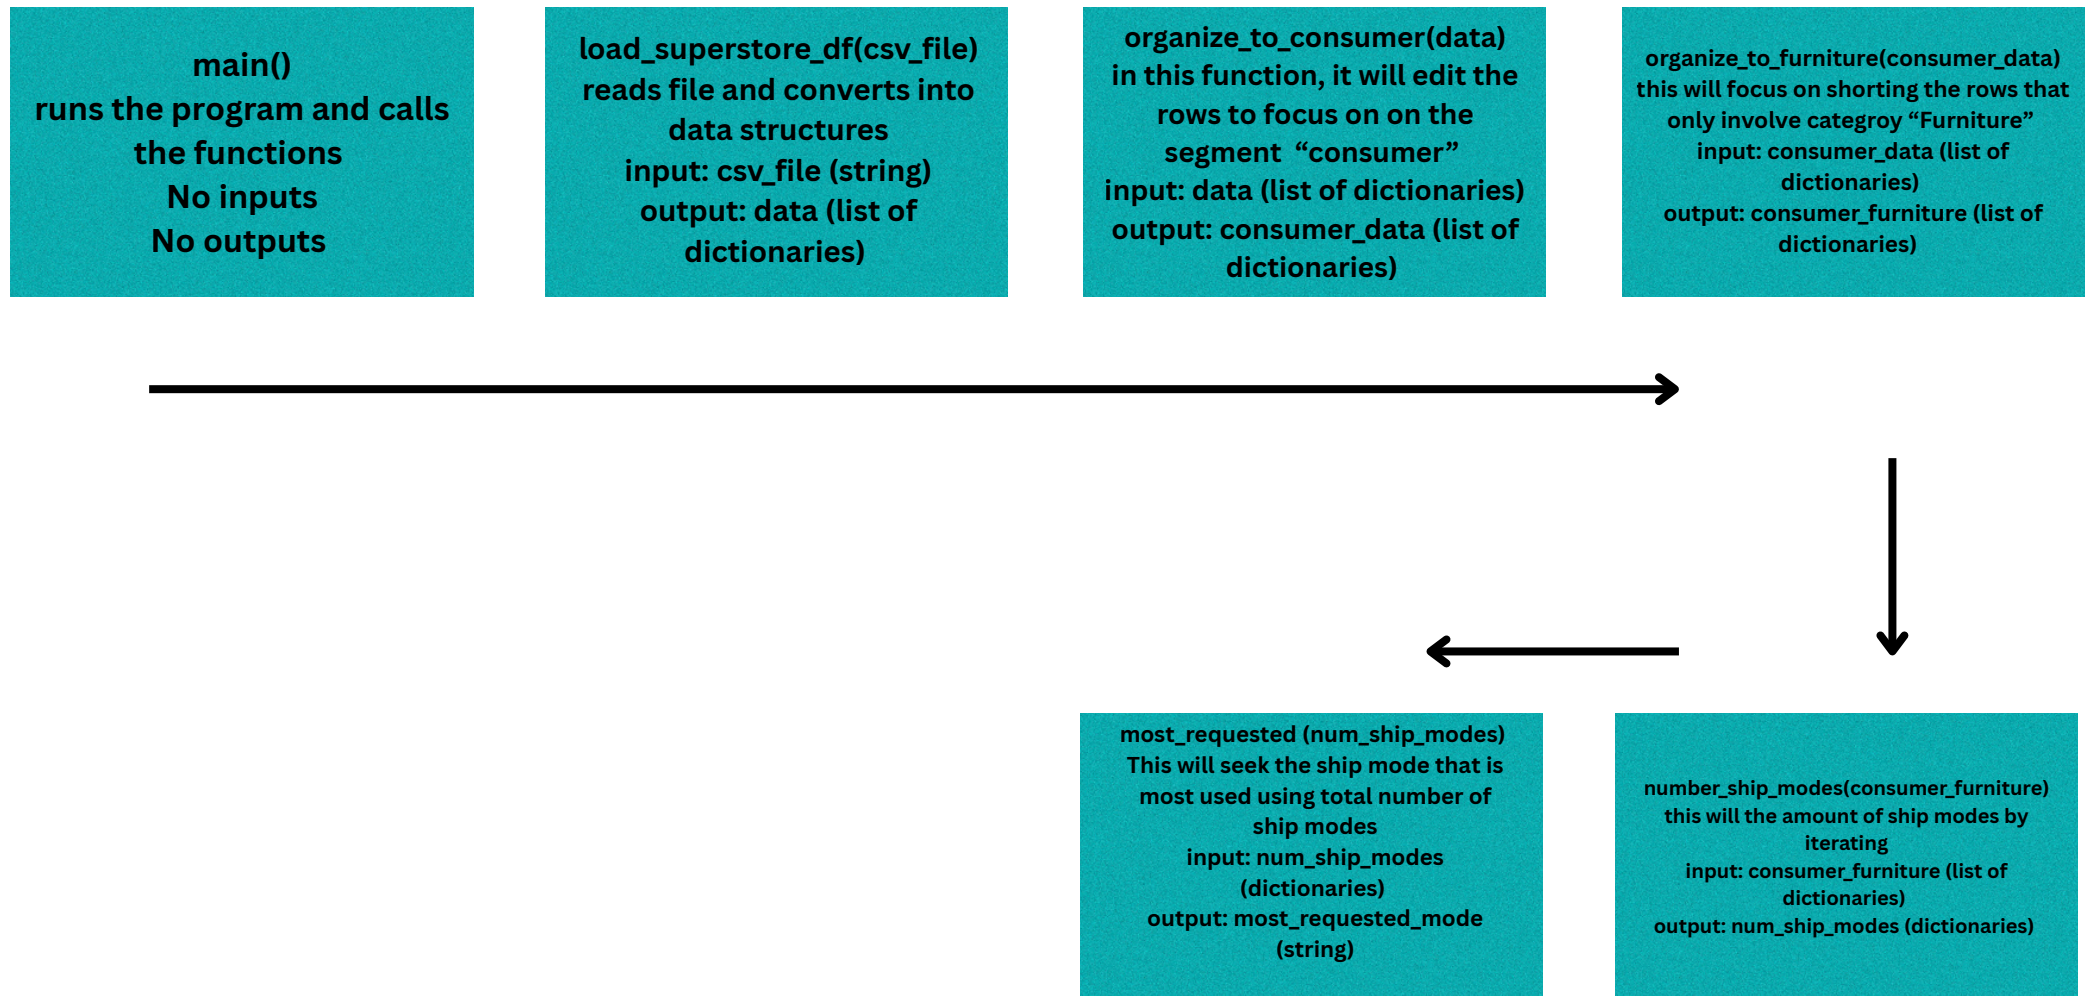 main()
runs the program and calls
the functions
No inputs
No outputs
load_superstore_df(csv_file)
reads file and converts into
data structures
input: csv_file (string)
output: data (list of
dictionaries)
organize_to_consumer(data)
in this function, it will edit the
rows to focus on on the
segment “consumer”
input: data (list of dictionaries)
output: consumer_data (list of
dictionaries)
organize_to_furniture(consumer_data)
this will focus on shorting the rows that
only involve categroy “Furniture”
input: consumer_data (list of
dictionaries)
output: consumer_furniture (list of
dictionaries)
number_ship_modes(consumer_furniture)
this will the amount of ship modes by
iterating
input: consumer_furniture (list of
dictionaries)
output: num_ship_modes (dictionaries)
most_requested (num_ship_modes)
This will seek the ship mode that is
most used using total number of
ship modes
input: num_ship_modes
(dictionaries)
output: most_requested_mode
(string)